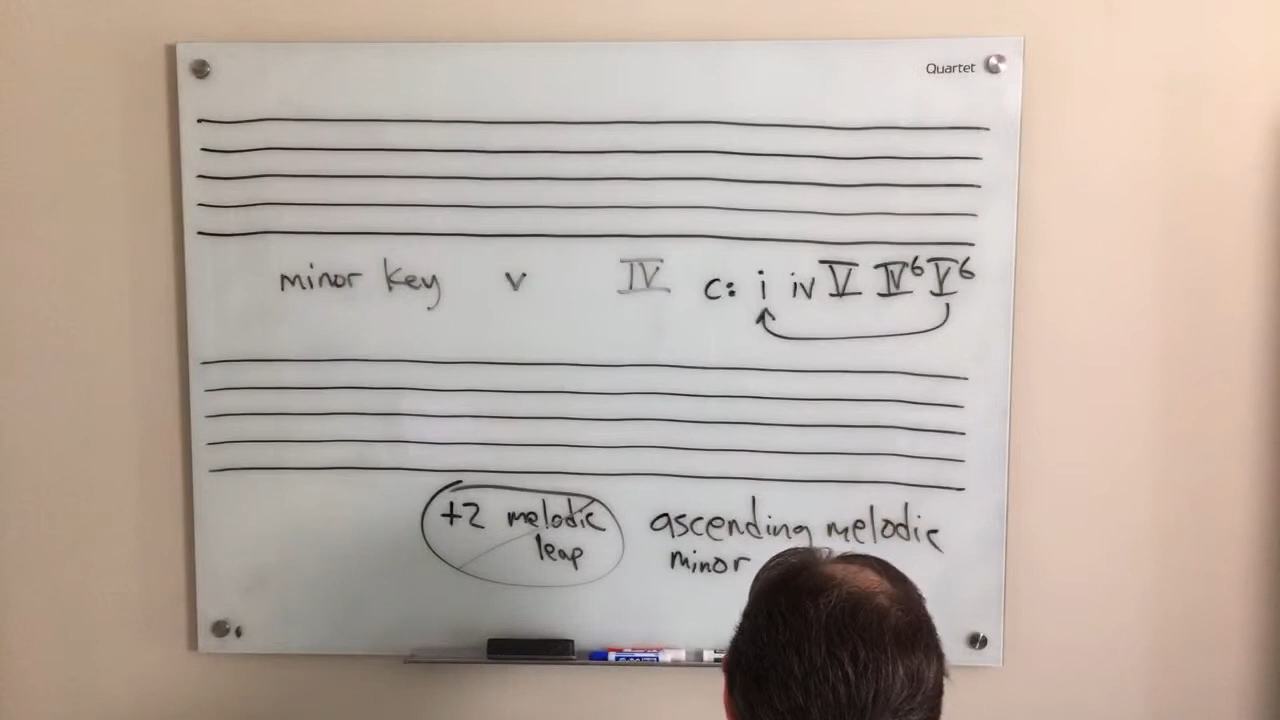 Quartet
minor key v IV c: i iv V IV6 V6
+2 melodic
leap
ascending melodic
minor